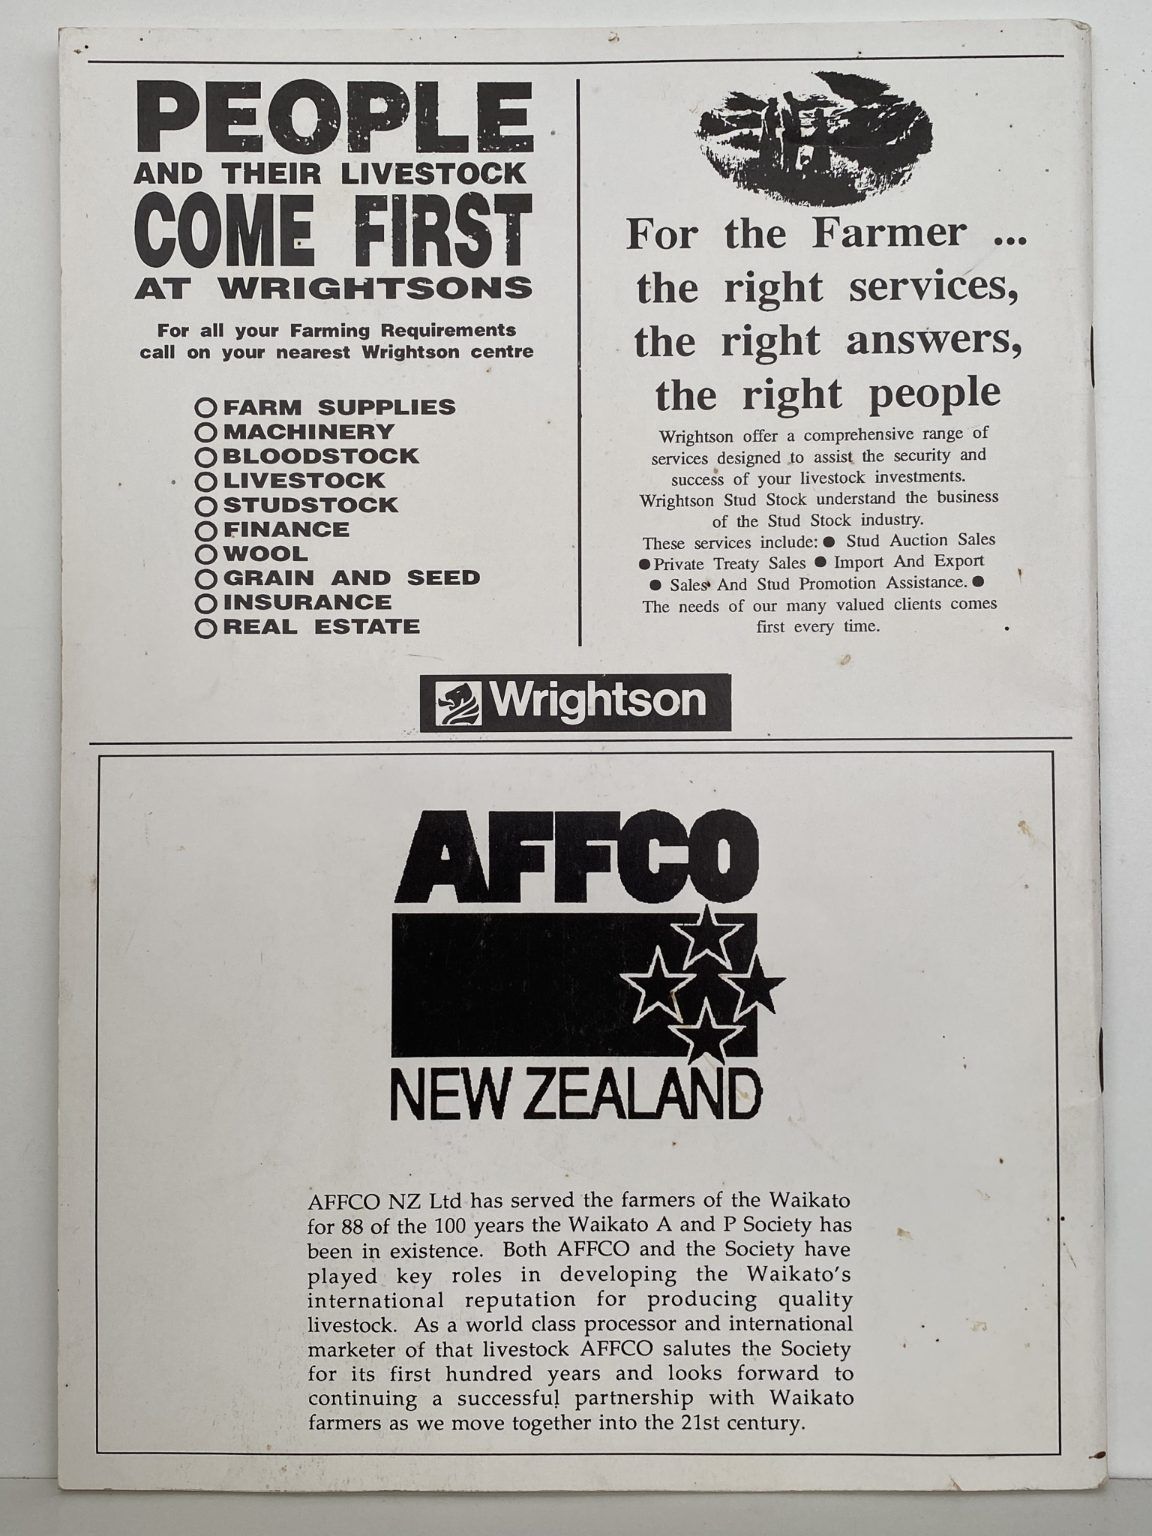 PEOPLE
AND THEIR LIVESTOCK
COME FIRST
AT WRIGHTSONS
For all your Farming Requirements
call on your nearest Wrightson centre
FARM SUPPLIES
MACHINERY
BLOODSTOCK
LIVESTOCK
STUDSTOCK
FINANCE
WOOL
GRAIN AND SEED
INSURANCE
REAL ESTATE
For the Farmer ...
the right services,
the right answers,
the right people
Wrightson offer a comprehensive range of
services designed to assist the security and
success of your livestock investments.
Wrightson Stud Stock understand the business
of the Stud Stock industry.
These services include: ● Stud Auction Sales
● Private Treaty Sales ● Import And Export
● Sales And Stud Promotion Assistance. ●
The needs of our many valued clients comes
first every time.
Wrightson
AFFCO
NEW ZEALAND
AFFCO NZ Ltd has served the farmers of the Waikato
for 88 of the 100 years the Waikato A and P Society has
been in existence. Both AFFCO and the Society have
played key roles in developing the Waikato's
international reputation for producing quality
livestock. As a world class processor and international
marketer of that livestock AFFCO salutes the Society
for its first hundred years and looks forward to
continuing a successful partnership with Waikato
farmers as we move together into the 21st century.